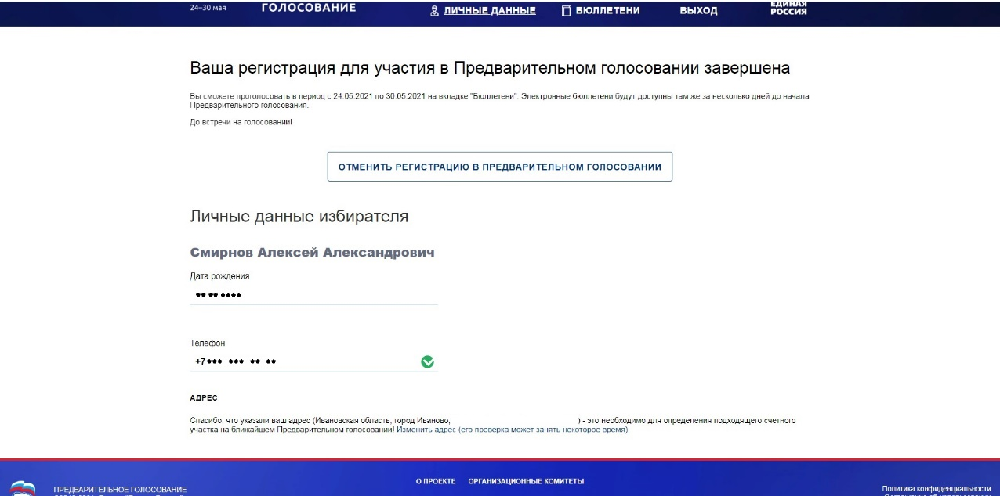 24–30 мая
ГОЛОСОВАНИЕ
ЛИЧНЫЕ ДАННЫЕ
БЮЛЛЕТЕНИ
ВЫХОД
ЕДИНАЯ
РОССИЯ
Ваша регистрация для участия в Предварительном голосовании завершена
Вы сможете проголосовать в период с 24.05.2021 по 30.05.2021 на вкладке "Бюллетени". Электронные бюллетени будут доступны там же за несколько дней до начала
Предварительного голосования.
До встречи на голосовании!
ОТМЕНИТЬ РЕГИСТРАЦИЮ В ПРЕДВАРИТЕЛЬНОМ ГОЛОСОВАНИИ
Личные данные избирателя
Смирнов Алексей Александрович
Дата рождения
**.**.****
Телефон
+7***-***-**-**
АДРЕС
Спасибо, что указали ваш адрес (Ивановская область, город Иваново, ) - это необходимо для определения подходящего счетного
участка на ближайшем Предварительном голосовании! Изменить адрес (его проверка может занять некоторое время)
О ПРОЕКТЕ
ОРГАНИЗАЦИОННЫЕ КОМИТЕТЫ
ПРЕДВАРИТЕЛЬНОЕ ГОЛОСОВАНИЕ
Политика конфиденциальности